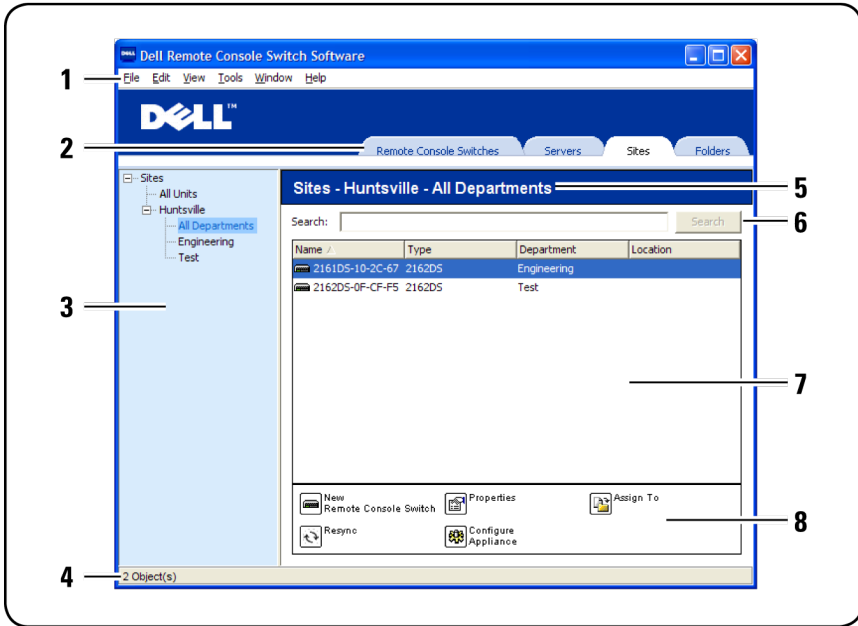 Dell Remote Console Switch Software
1
File Edit View Tools Window Help
DELL™
2
Remote Console Switches Servers Sites Folders
Sites
All Units
Huntsville
All Departments
Engineering
Test
3
Sites - Huntsville - All Departments
5
Search: Search
6
Name Type Department Location
2161DS-10-2C-67 2162DS Engineering
2162DS-0F-CF-F5 2162DS Test
7
New
Remote Console Switch
Properties
Assign To
Resync
Configure
Appliance
8
4
2 Object(s)